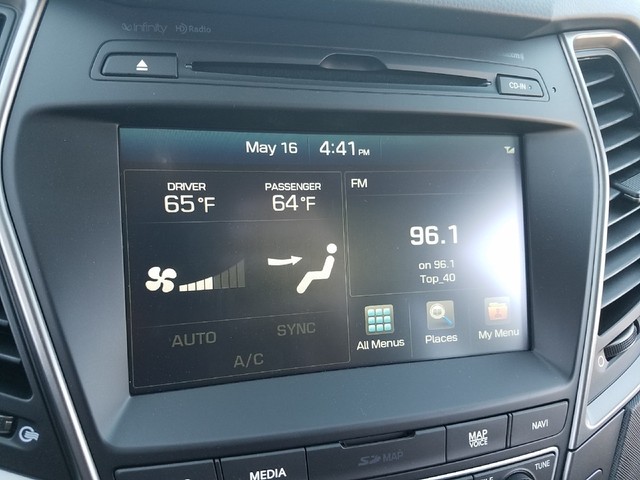 infinity HD Radio
CD-IN
May 16 4:41 PM
DRIVER PASSENGER
65°F 64°F
AUTO SYNC
A/C
FM
96.1
on 96.1
Top_40
All Menus Places My Menu
MEDIA
SD MAP
MAP VOICE
NAVI
TUNE